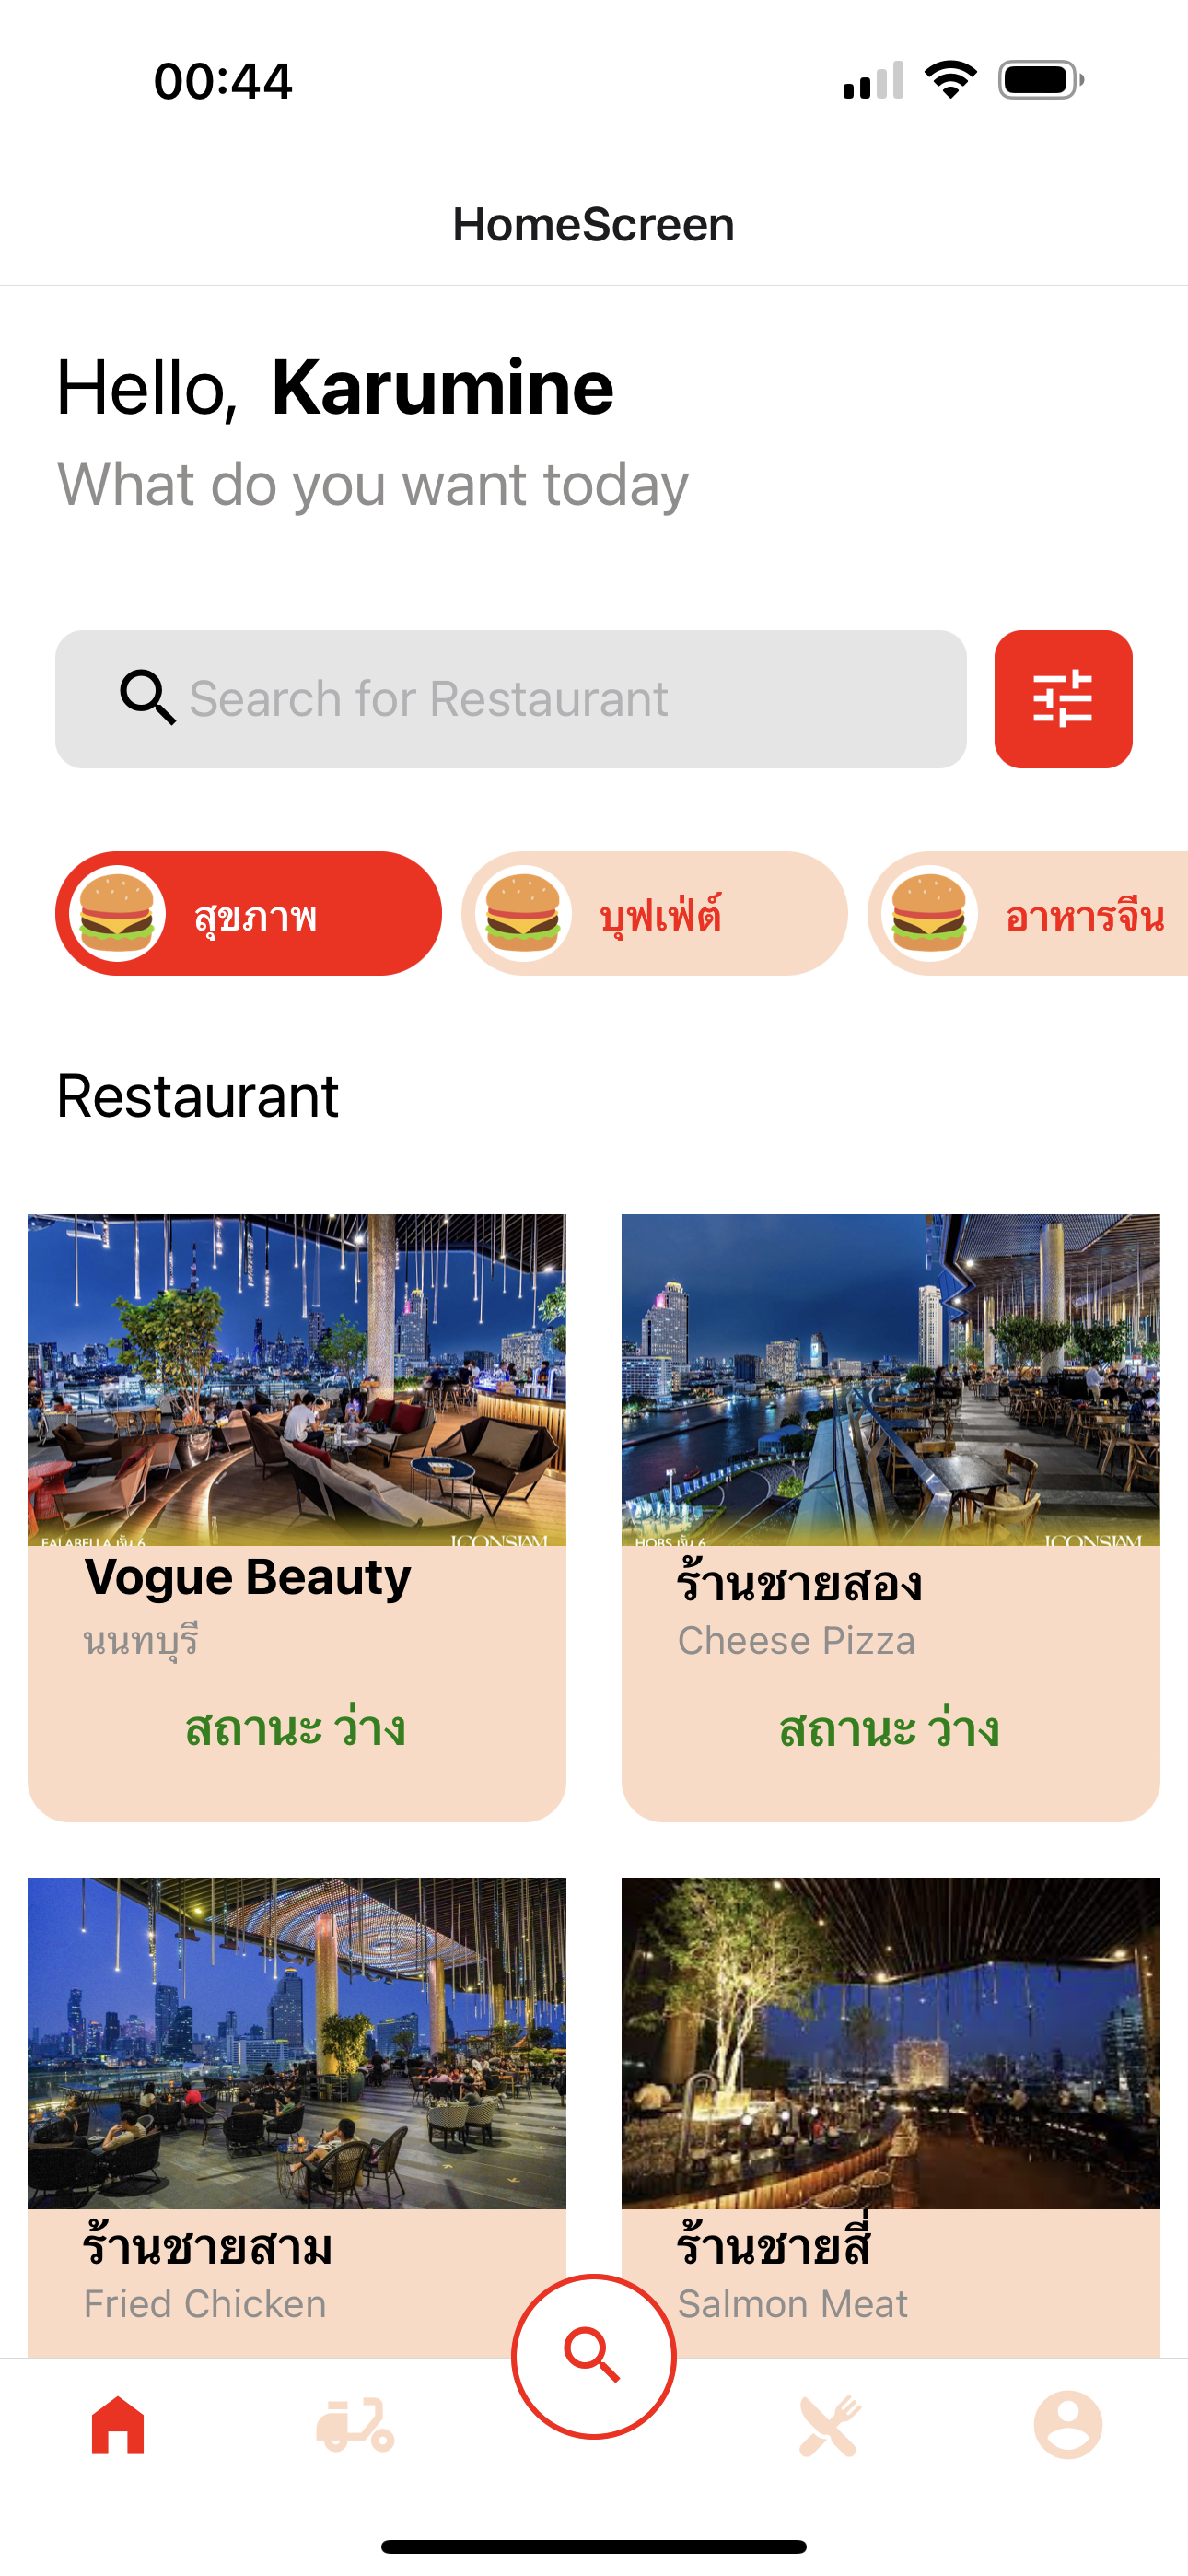 00:44
HomeScreen
Hello, Karumine
What do you want today
Search for Restaurant
สุขภาพ
บุฟเฟ่ต์
อาหารจีน
Restaurant
FALABELLA ชั้น 6
ICONSIAM
HOBS ชั้น 6
ICONSIAM
Vogue Beauty
นนทบุรี
สถานะ ว่าง
ร้านชายสอง
Cheese Pizza
สถานะ ว่าง
ร้านชายสาม
Fried Chicken
ร้านชายสี่
Salmon Meat